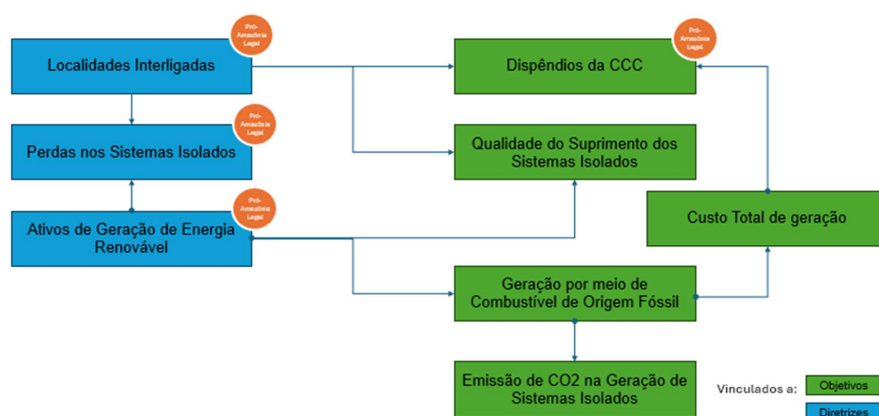 Pró-
Amazônia
Legal
Localidades Interligadas
Pró-
Amazônia
Legal
Dispêndios da CCC
Pró-
Amazônia
Legal
Perdas nos Sistemas Isolados
Qualidade do Suprimento dos
Sistemas Isolados
Pró-
Amazônia
Legal
Ativos de Geração de Energia
Renovável
Custo Total de geração
Geração por meio de
Combustível de Origem Fóssil
Emissão de CO2 na Geração de
Sistemas Isolados
Vinculados a:
Objetivos
Diretrizes